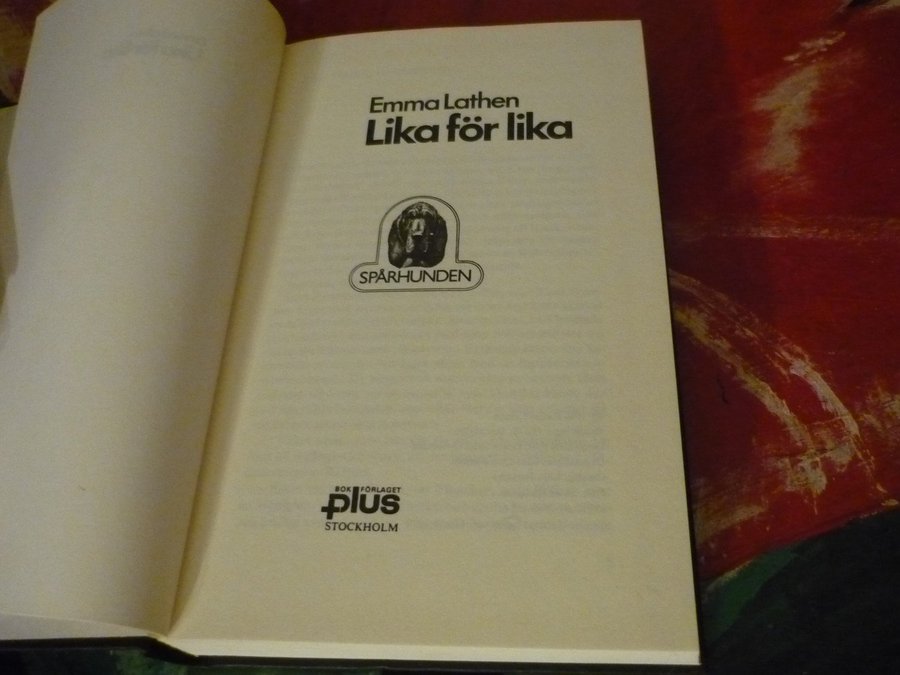 Emma Lathen
Lika för lika
SPÅRHUNDEN
BOK FÖRLAGET
plus
STOCKHOLM